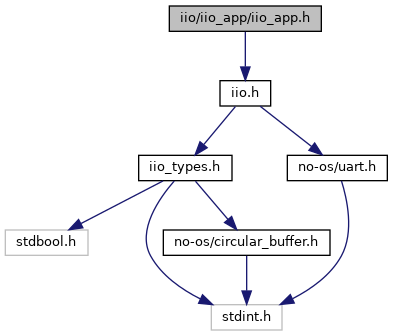 iio/iio_app/iio_app.h
iio.h
iio_types.h
no-os/uart.h
stdbool.h
no-os/circular_buffer.h
stdint.h